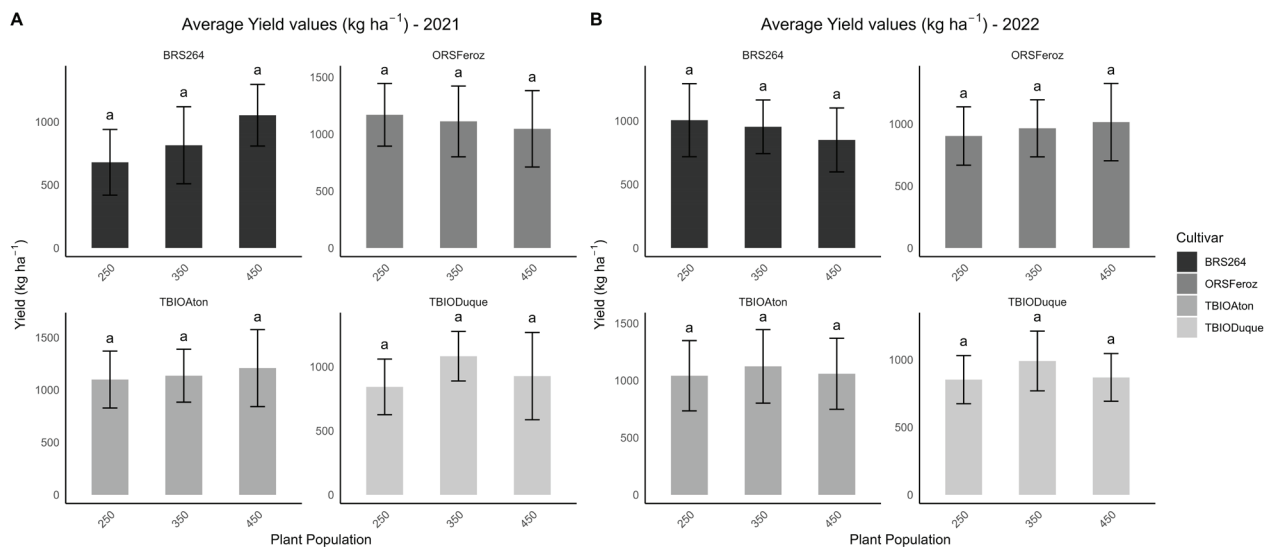 A
Average Yield values (kg ha⁻¹) - 2021
BRS264
a
a
a
1000
500
0
250
350
450
ORSFeroz
a
a
a
1500
1000
500
0
250
350
450
TBIOAton
a
a
a
1500
1000
500
0
250
350
450
TBIODuque
a
a
a
1000
500
0
250
350
450
Yield (kg ha⁻¹)
Plant Population
B
Average Yield values (kg ha⁻¹) - 2022
BRS264
a
a
a
1000
500
0
250
350
450
ORSFeroz
a
a
a
1000
500
0
250
350
450
TBIOAton
a
a
a
1500
1000
500
0
250
350
450
TBIODuque
a
a
a
1000
500
0
250
350
450
Yield (kg ha⁻¹)
Plant Population
Cultivar
BRS264
ORSFeroz
TBIOAton
TBIODuque